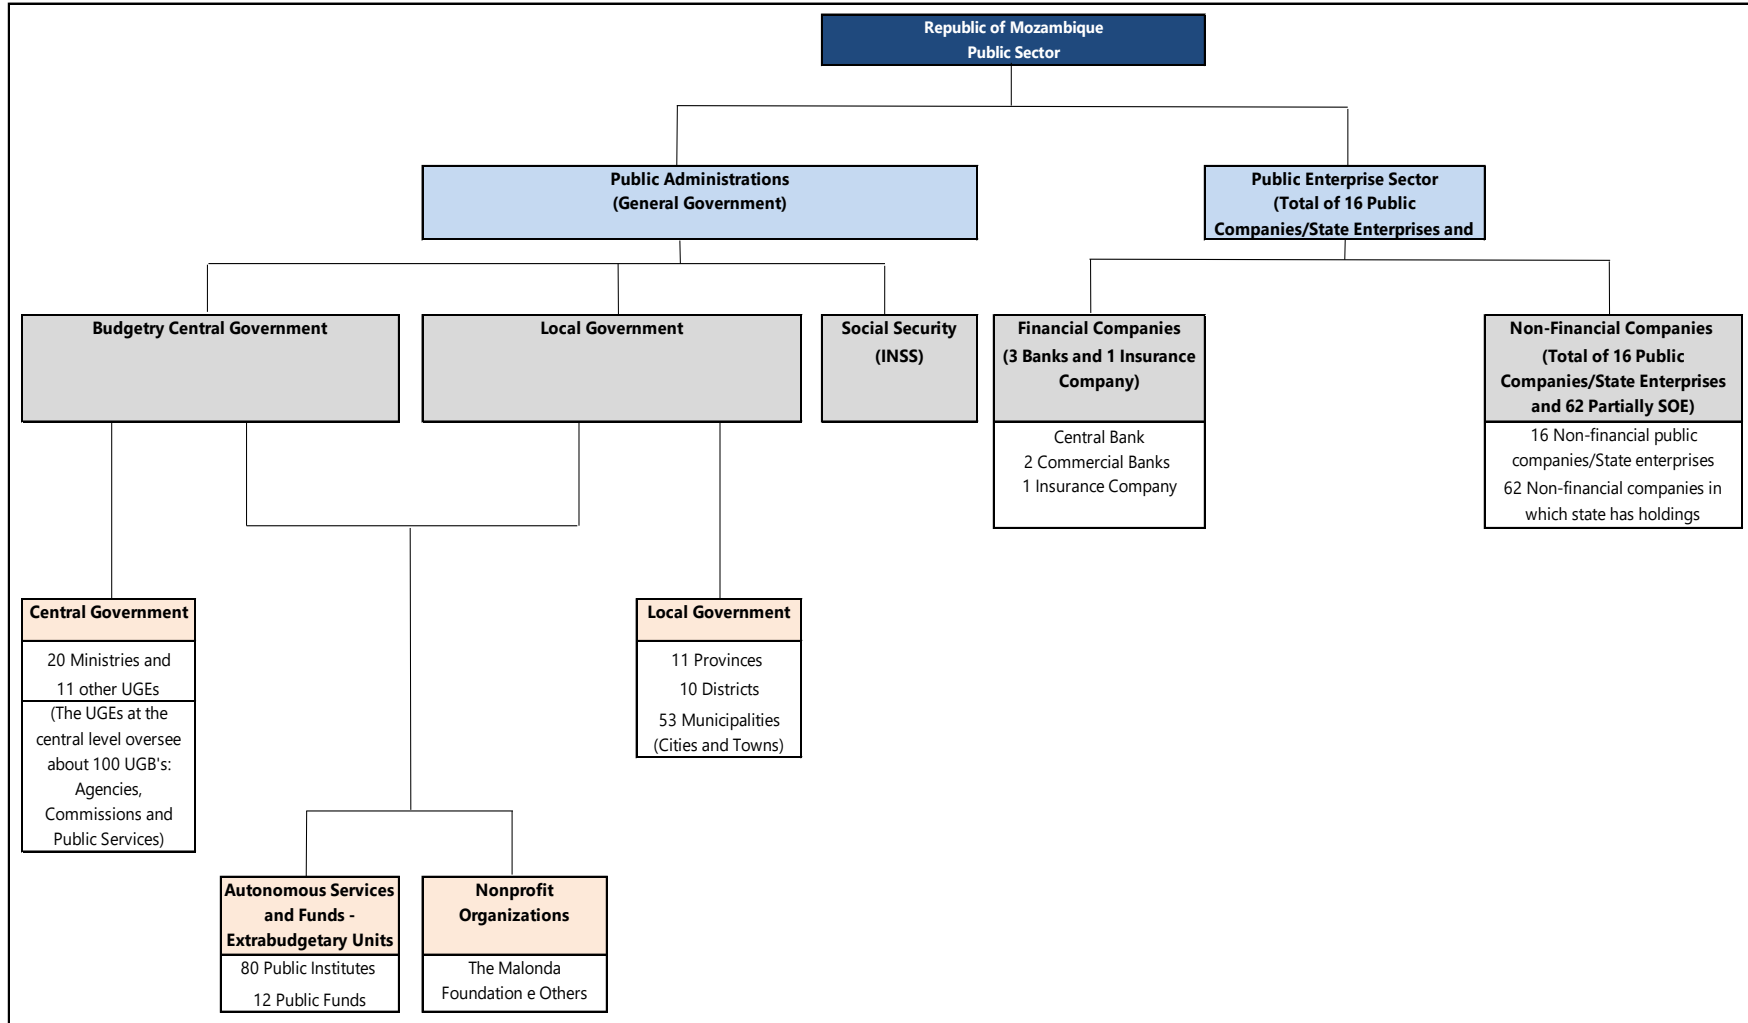 Republic of Mozambique
Public Sector
Public Administrations
(General Government)
Public Enterprise Sector
(Total of 16 Public
Companies/State Enterprises and
Budgetry Central Government
Local Government
Social Security
(INSS)
Financial Companies
(3 Banks and 1 Insurance
Company)
Non-Financial Companies
(Total of 16 Public
Companies/State Enterprises
and 62 Partially SOE)
Central Bank
2 Commercial Banks
1 Insurance Company
16 Non-financial public
companies/State enterprises
62 Non-financial companies in
which state has holdings
Central Government
20 Ministries and
11 other UGEs
(The UGEs at the
central level oversee
about 100 UGB's:
Agencies,
Commissions and
Public Services)
Local Government
11 Provinces
10 Districts
53 Municipalities
(Cities and Towns)
Autonomous Services
and Funds -
Extrabudgetary Units
80 Public Institutes
12 Public Funds
Nonprofit
Organizations
The Malonda
Foundation e Others